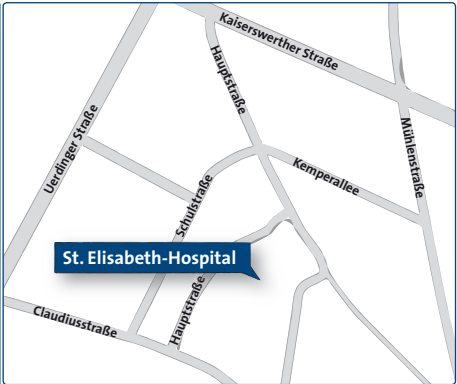 Kaiserswerther Straße
Hauptstraße
Uerdinger Straße
Mühlenstraße
Kemperallee
Schulstraße
St. Elisabeth-Hospital
Hauptstraße
Claudiusstraße